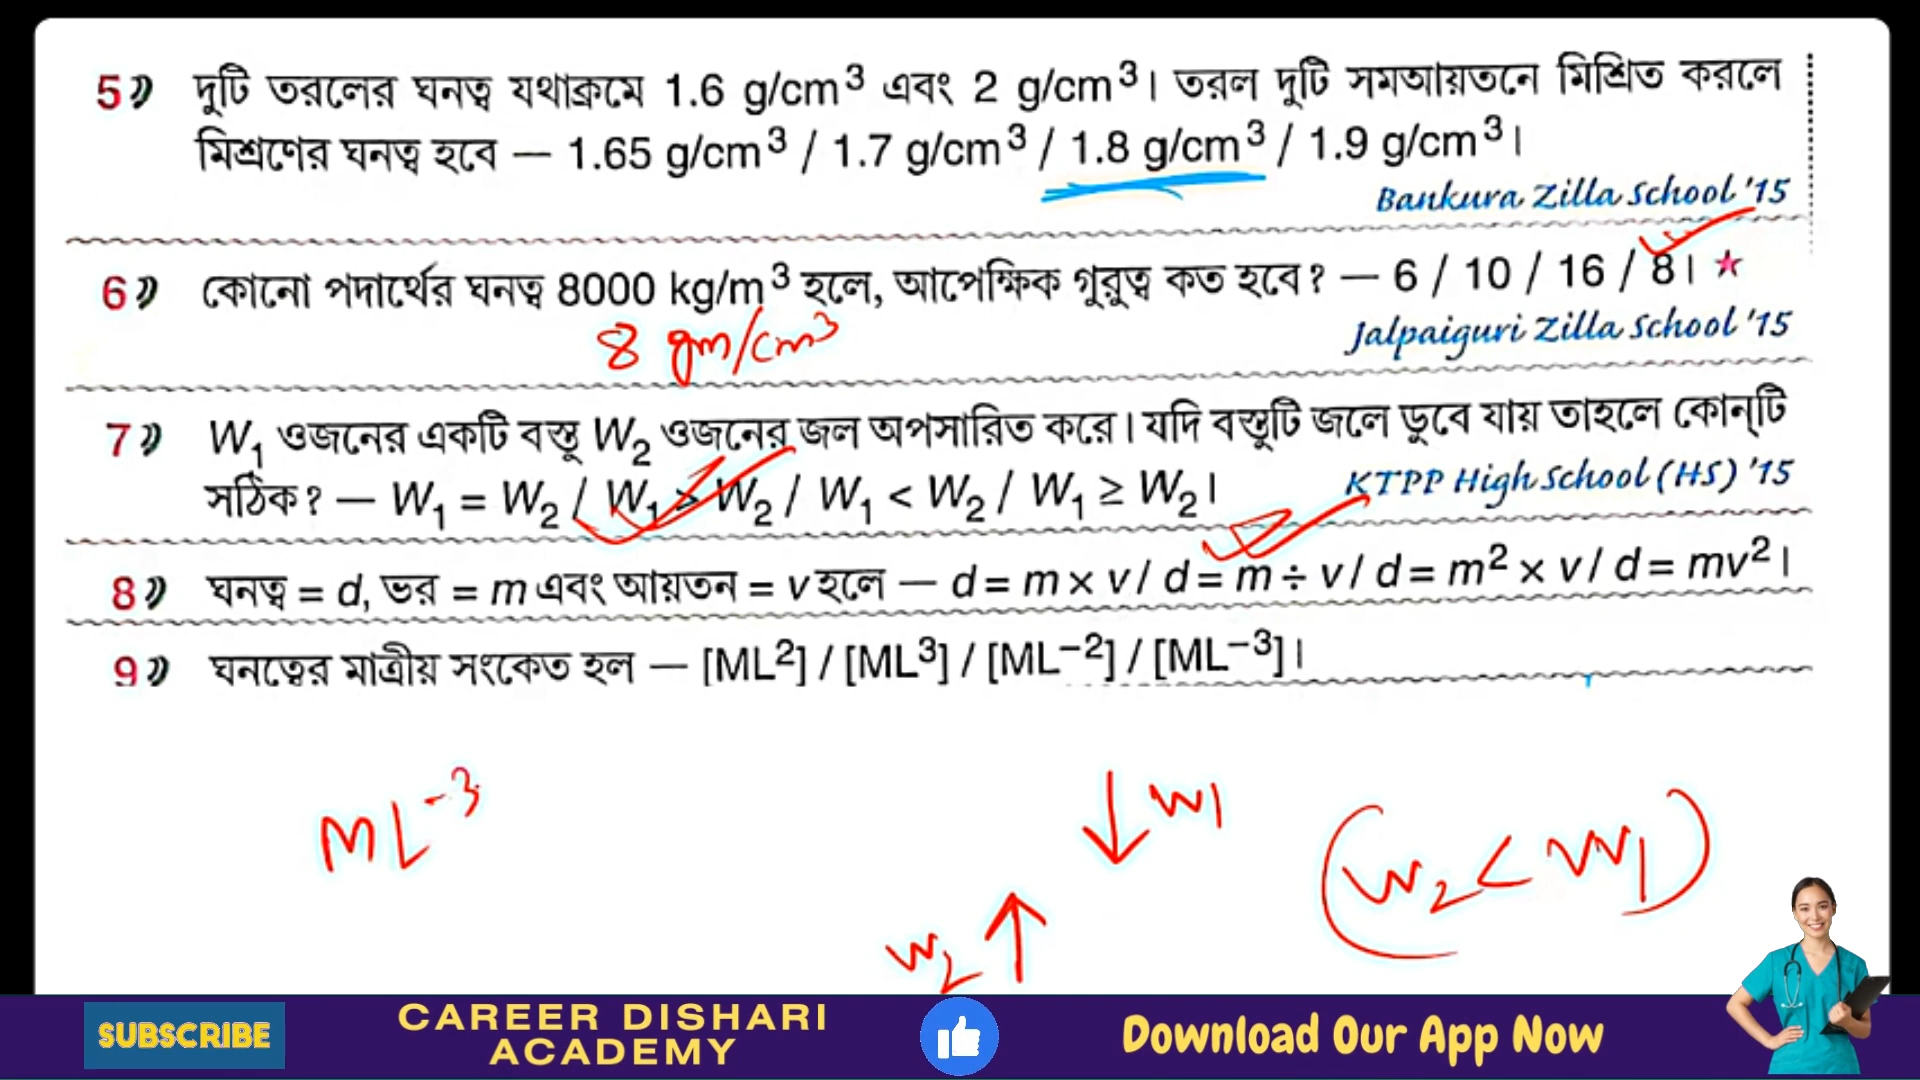 5) দুটি তরলের ঘনত্ব যথাক্রমে 1.6 g/cm³ এবং 2 g/cm³। তরল দুটি সমআয়তনে মিশ্রিত করলে
মিশ্রণের ঘনত্ব হবে — 1.65 g/cm³ / 1.7 g/cm³ / 1.8 g/cm³ / 1.9 g/cm³।
Bankura Zilla School '15
6) কোনো পদার্থের ঘনত্ব 8000 kg/m³ হলে, আপেক্ষিক গুরুত্ব কত হবে? — 6 / 10 / 16 / 8। ★
8 gm/cm³
Jalpaiguri Zilla School '15
7) W₁ ওজনের একটি বস্তু W₂ ওজনের জল অপসারিত করে। যদি বস্তুটি জলে ডুবে যায় তাহলে কোন্‌টি
সঠিক? — W₁ = W₂ / W₁ > W₂ / W₁ < W₂ / W₁ ≥ W₂।
KTPP High School (HS) '15
8) ঘনত্ব = d, ভর = m এবং আয়তন = v হলে — d = m × v / d = m ÷ v / d = m² × v / d = mv²।
9) ঘনত্বের মাত্রীয় সংকেত হল — [ML²] / [ML³] / [ML⁻²] / [ML⁻³]।
ML⁻³
↓ W₁
(W₂ < W₁)
W₂ ↑
SUBSCRIBE
CAREER DISHARI
ACADEMY
Download Our App Now